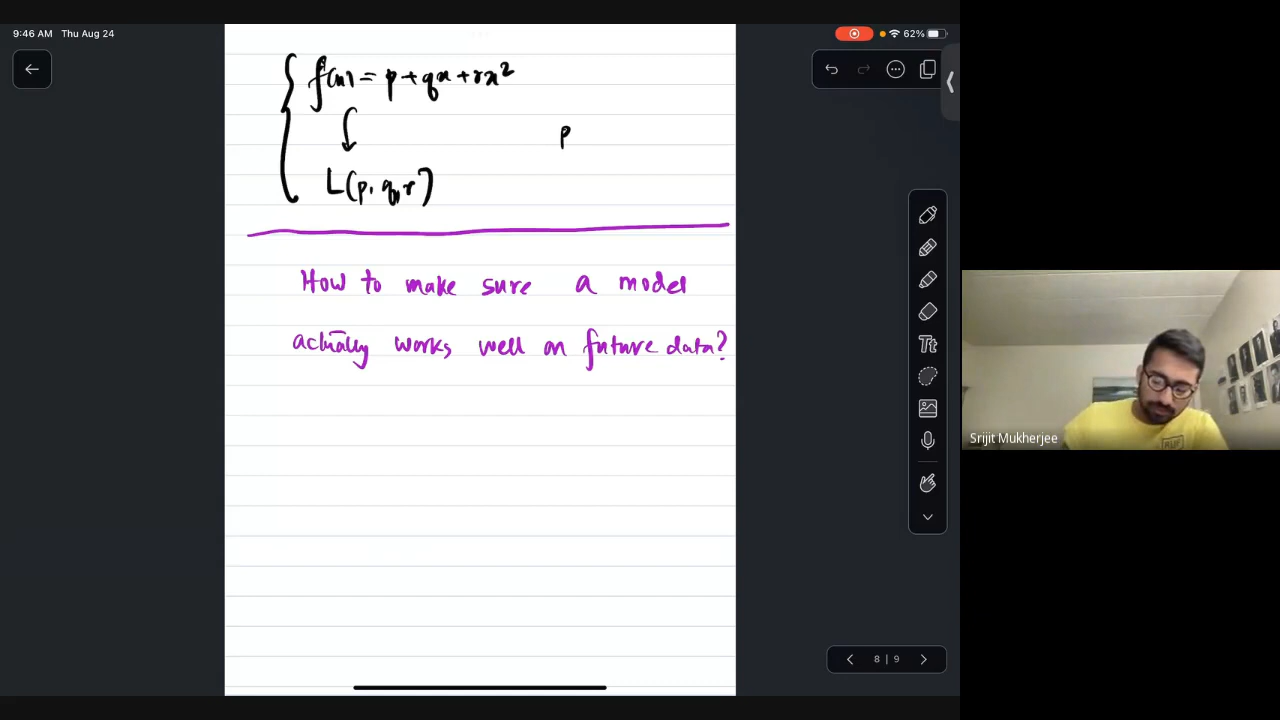 9:46 AM Thu Aug 24
62%
f(x) = p + qx + rx²
p
L(p, q, r)
How to make sure a model
actually works well on future data?
Tt
Srijit Mukherjee
8 | 9